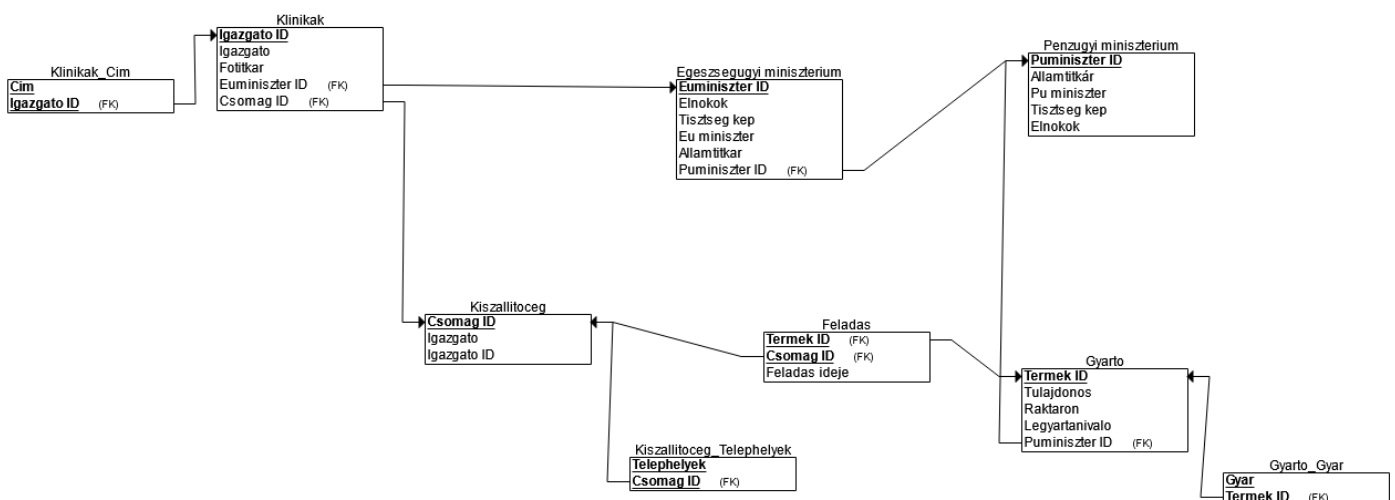 Klinikak_Cim
Cim
Igazgato ID (FK)
Klinikak
Igazgato ID
Igazgato
Fotitkar
Euminiszter ID (FK)
Csomag ID (FK)
Egeszsegugyi miniszterium
Euminiszter ID
Elnokok
Tisztseg kep
Eu miniszter
Allamtitkar
Puminiszter ID (FK)
Penzugyi miniszterium
Puminiszter ID
Allamtitkár
Pu miniszter
Tisztseg kep
Elnokok
Kiszallitoceg
Csomag ID
Igazgato
Igazgato ID
Feladas
Termek ID (FK)
Csomag ID (FK)
Feladas ideje
Gyarto
Termek ID
Tulajdonos
Raktaron
Legyartanivalo
Puminiszter ID (FK)
Kiszallitoceg_Telephelyek
Telephelyek
Csomag ID (FK)
Gyarto_Gyar
Gyar
Termek ID (FK)